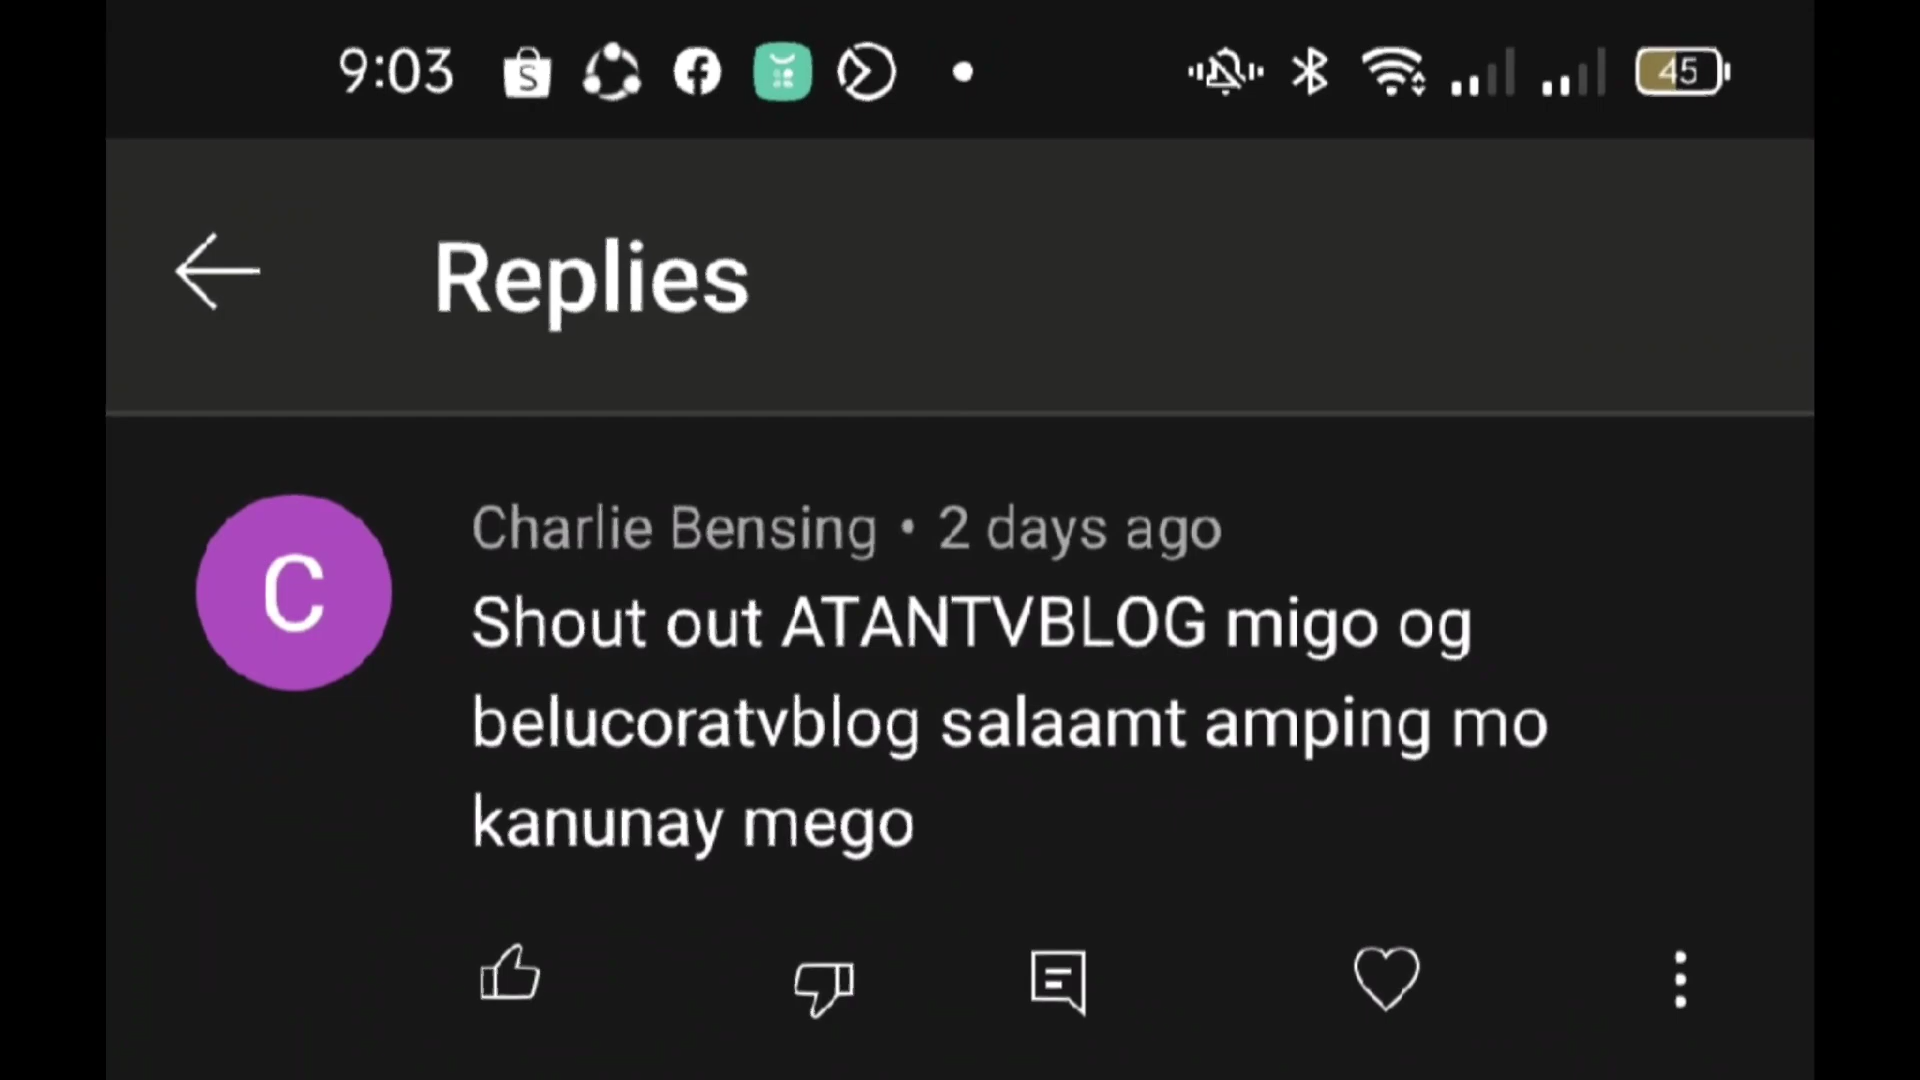 9:03
45
Replies
C
Charlie Bensing • 2 days ago
Shout out ATANTVBLOG migo og
belucoratvblog salaamt amping mo
kanunay mego